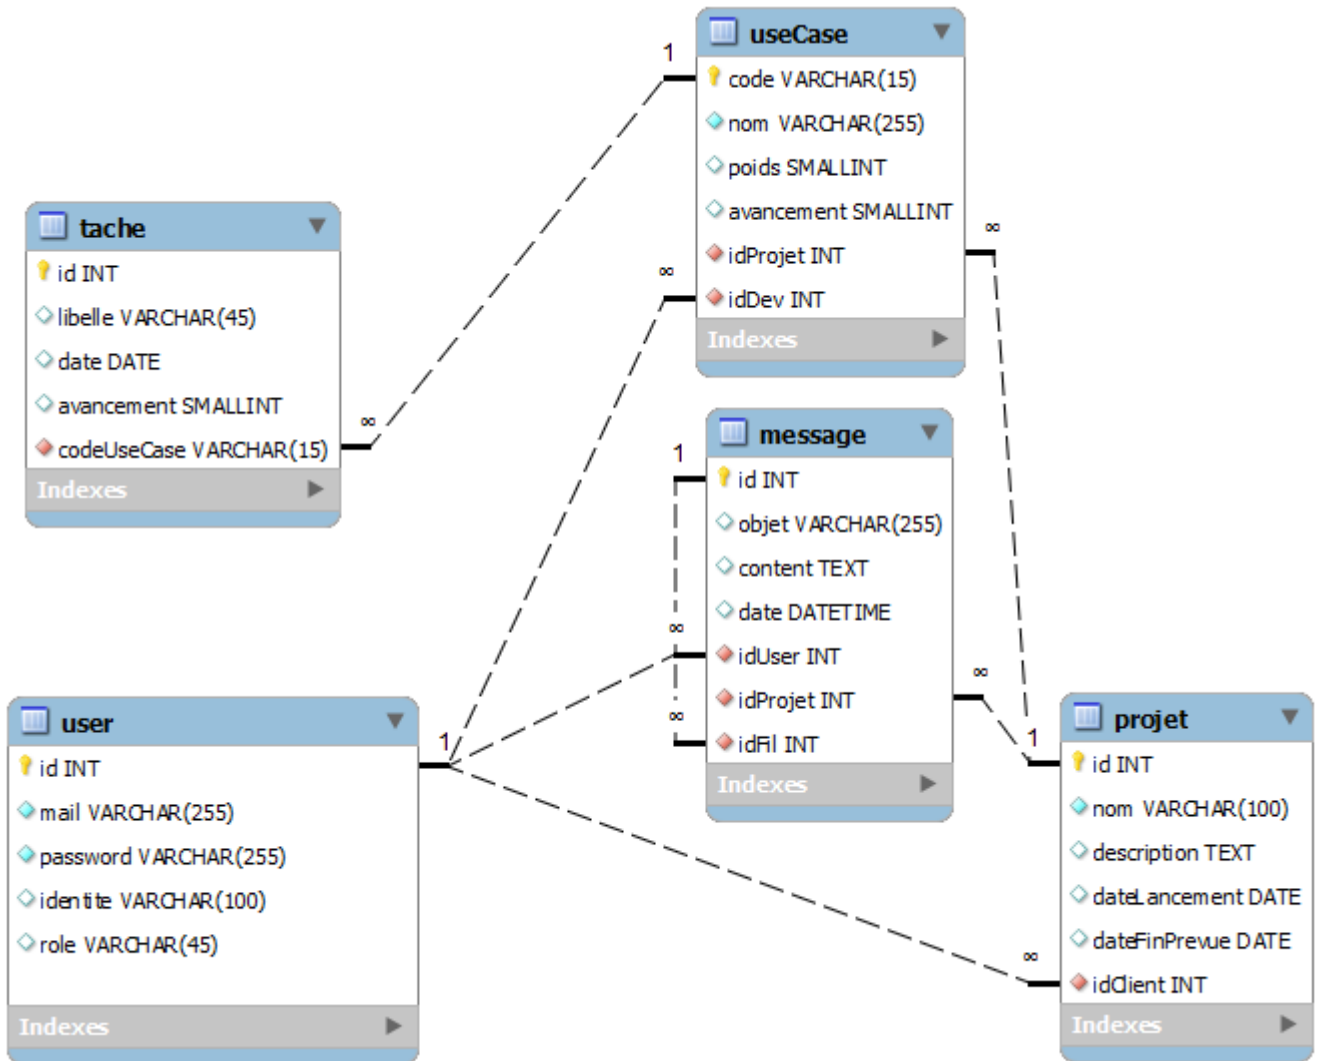 useCase
code VARCHAR(15)
nom VARCHAR(255)
poids SMALLINT
avancement SMALLINT
idProjet INT
idDev INT
Indexes
1
∞
∞
tache
id INT
libelle VARCHAR(45)
date DATE
avancement SMALLINT
codeUseCase VARCHAR(15)
Indexes
∞
message
id INT
objet VARCHAR(255)
content TEXT
date DATETIME
idUser INT
idProjet INT
idFil INT
Indexes
1
∞
∞
∞
user
id INT
mail VARCHAR(255)
password VARCHAR(255)
identite VARCHAR(100)
role VARCHAR(45)
Indexes
1
projet
id INT
nom VARCHAR(100)
description TEXT
dateLancement DATE
dateFinPrevue DATE
idClient INT
Indexes
1
∞